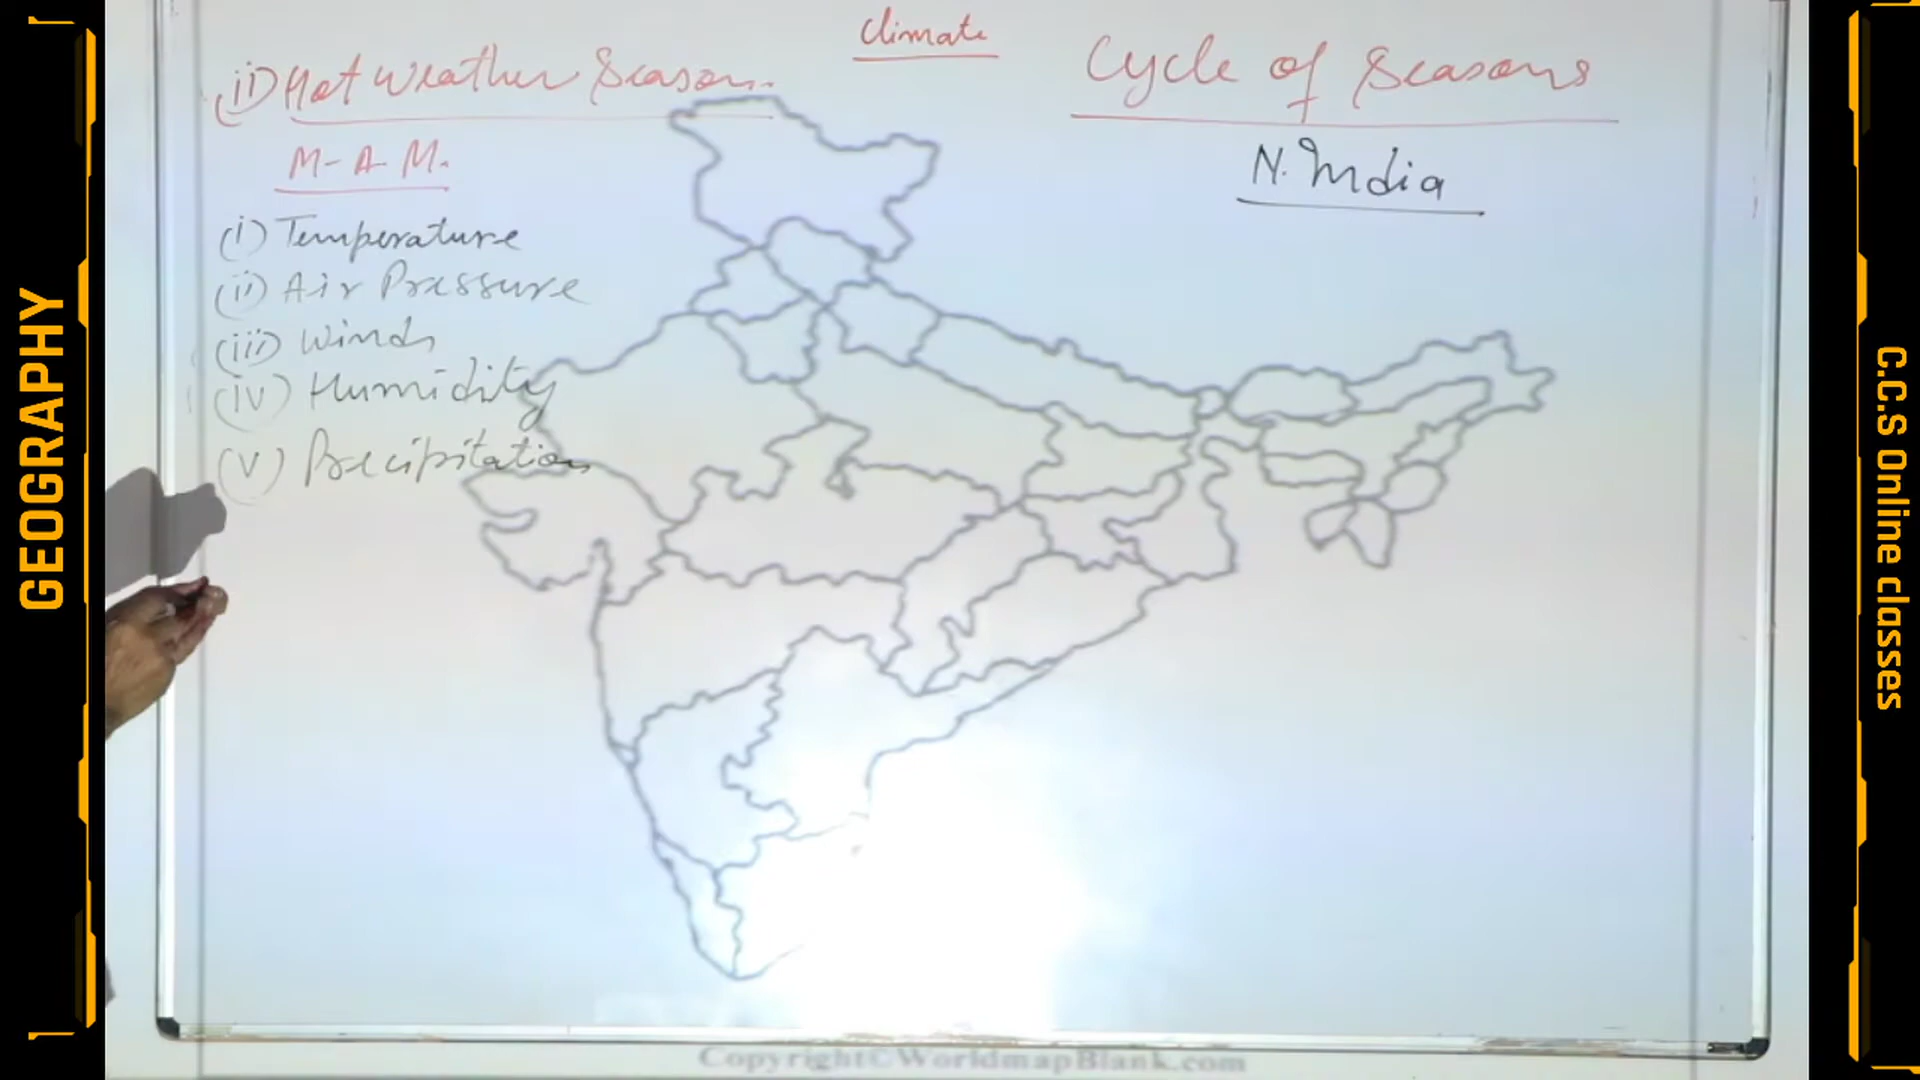 Climate
(ii) Hot Weather Season.
Cycle of Seasons
M-A-M.
N. India
(i) Temperature
(ii) Air Pressure
(iii) Winds
(iv) Humidity
(v) Precipitation
GEOGRAPHY
C.C.S Online classes
Copyright©WorldmapBlank.com